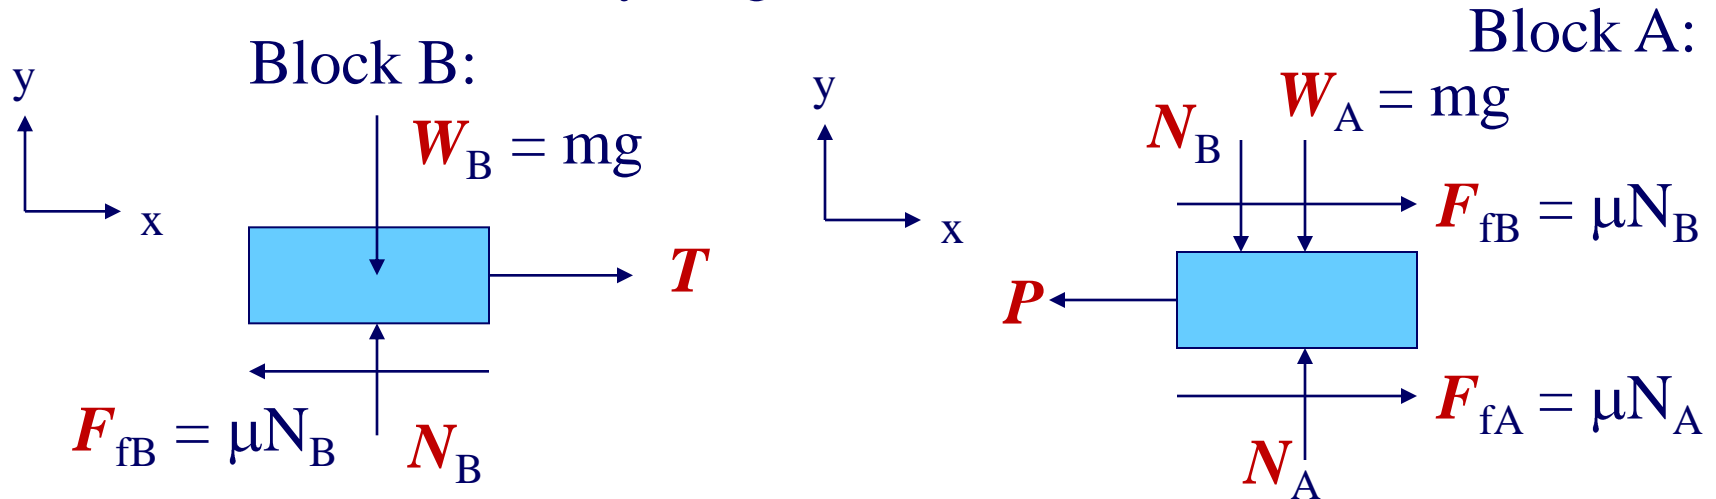 Block B:
y
W_B = mg
x
T
F_fB = μN_B
N_B
Block A:
y
W_A = mg
N_B
x
F_fB = μN_B
P
F_fA = μN_A
N_A